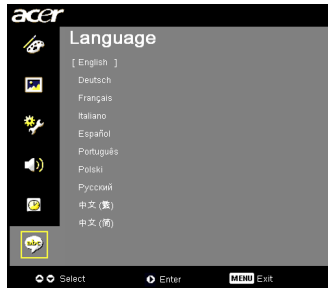 acer
Language
[ English ]
Deutsch
Français
Italiano
Español
Português
Polski
Русский
中文 (繁)
中文 (简)
abc
Select Enter MENU Exit